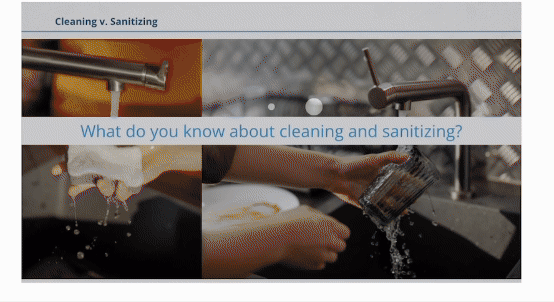 Cleaning v. Sanitizing
What do you know about cleaning and sanitizing?